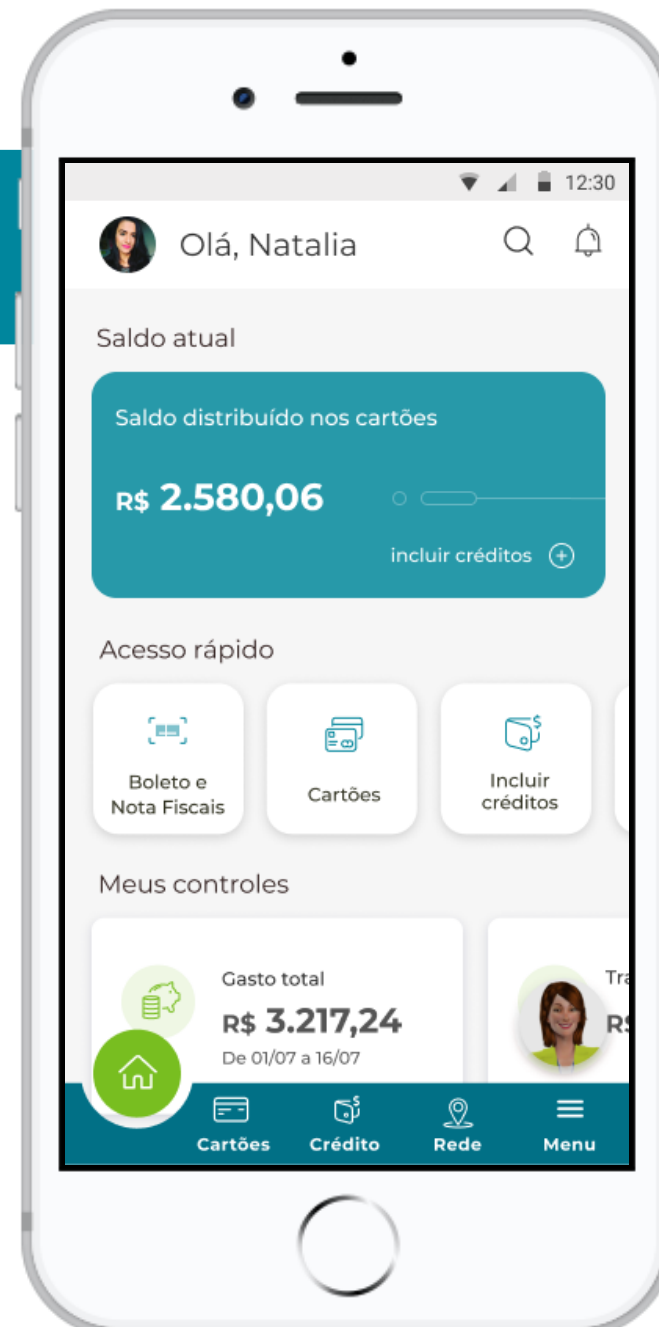 12:30
Olá, Natalia
Saldo atual
Saldo distribuído nos cartões
R$ 2.580,06
incluir créditos
Acesso rápido
Boleto e
Nota Fiscais
Cartões
Incluir
créditos
Meus controles
Gasto total
R$ 3.217,24
De 01/07 a 16/07
Tra
R$
Cartões
Crédito
Rede
Menu